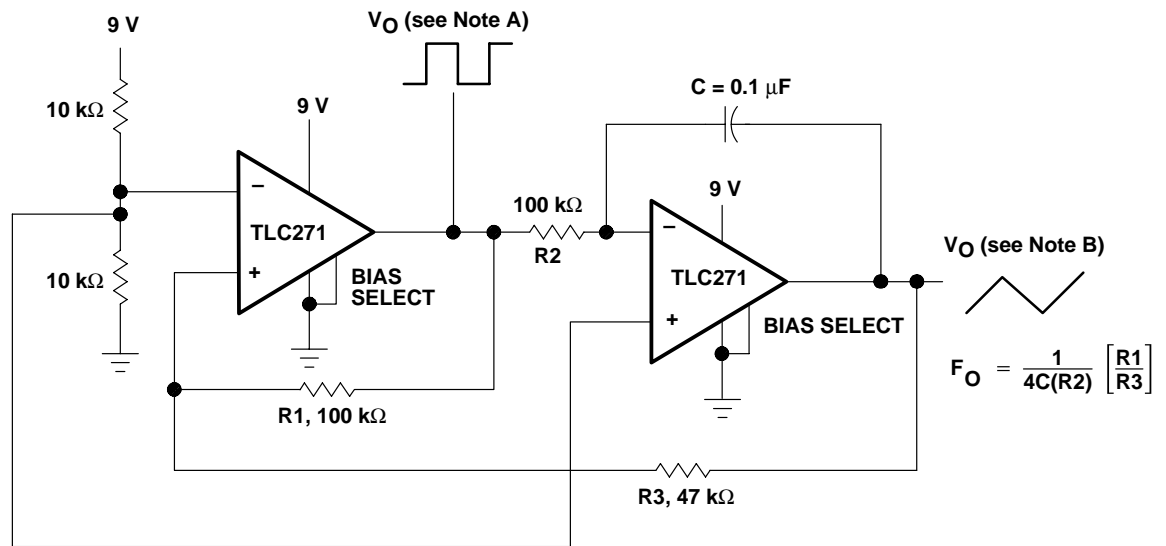 9 V
VO (see Note A)
10 kΩ
9 V
C = 0.1 μF
−
TLC271
+
10 kΩ
BIAS
SELECT
100 kΩ
R2
9 V
−
TLC271
+
BIAS SELECT
VO (see Note B)
FO = 1/4C(R2) [R1/R3]
R1, 100 kΩ
R3, 47 kΩ